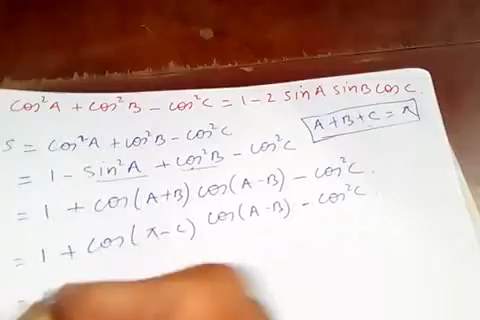 cos²A + cos²B - cos²C = 1 - 2 sinA sinB cosC.
S = cos²A + cos²B - cos²C
A+B+C = π
= 1 - sin²A + cos²B - cos²C
= 1 + cos(A+B) cos(A-B) - cos²C.
= 1 + cos(π-C) cos(A-B) - cos²C.
=